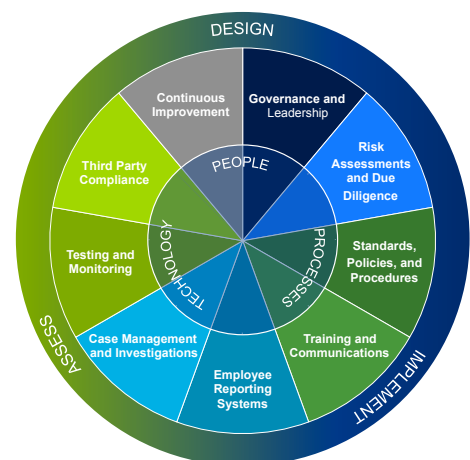 DESIGN
Continuous
Improvement
Governance and
Leadership
Risk
Assessments
and Due
Diligence
Third Party
Compliance
PEOPLE
Testing and
Monitoring
TECHNOLOGY
PROCESSES
Standards,
Policies, and
Procedures
Case Management
and Investigations
Training and
Communications
Employee
Reporting
Systems
ASSESS
IMPLEMENT